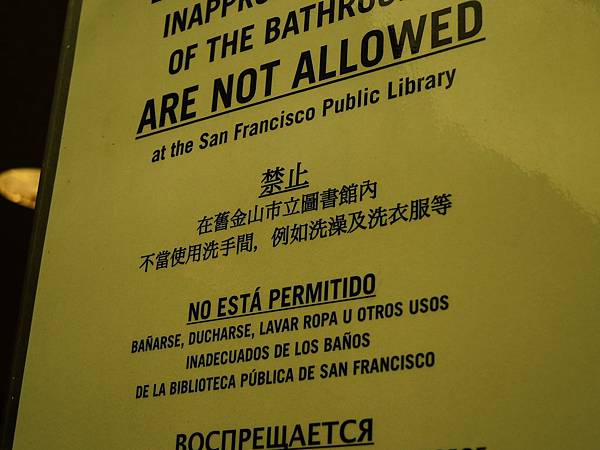 OF THE BATHROO
ARE NOT ALLOWED
at the San Francisco Public Library
禁止
在舊金山市立圖書館內
不當使用洗手間，例如洗澡及洗衣服等
NO ESTÁ PERMITIDO
BAÑARSE, DUCHARSE, LAVAR ROPA U OTROS USOS
INADECUADOS DE LOS BAÑOS
DE LA BIBLIOTECA PÚBLICA DE SAN FRANCISCO
ВОСПРЕЩАЕТСЯ